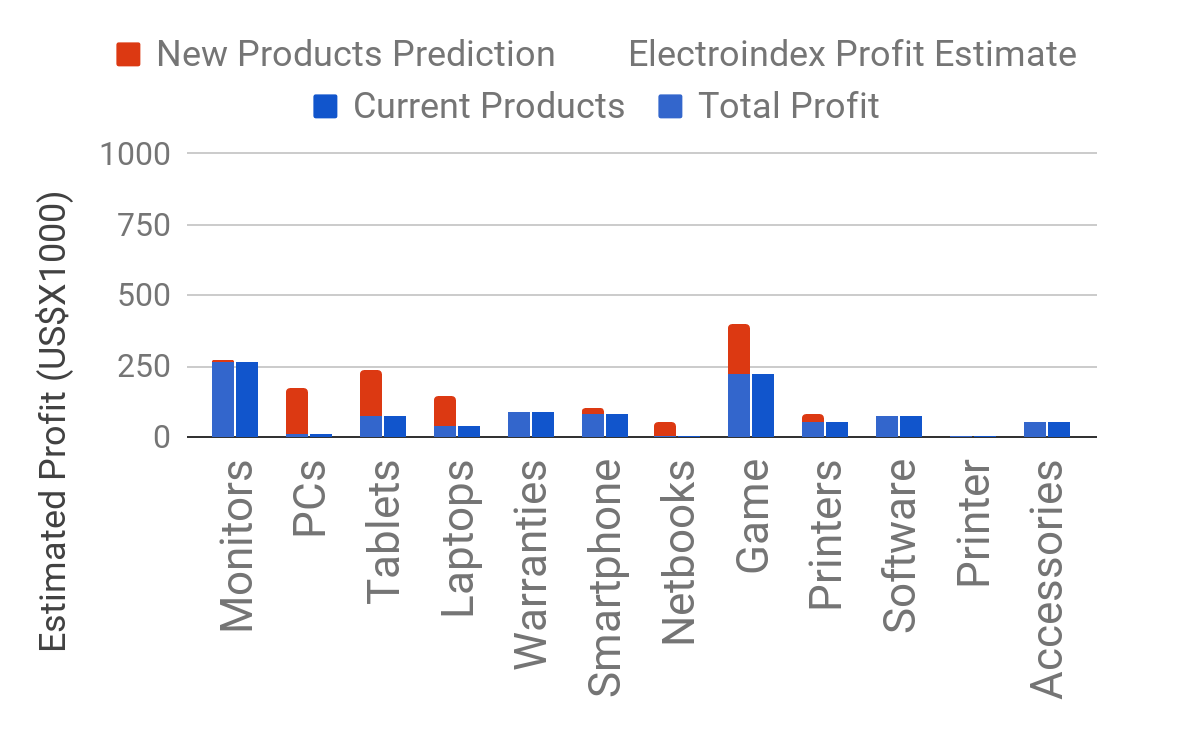 New Products Prediction Electroindex Profit Estimate
Current Products Total Profit
1000
750
500
250
0
Estimated Profit (US$X1000)
Monitors
PCs
Tablets
Laptops
Warranties
Smartphone
Netbooks
Game
Printers
Software
Printer
Accessories